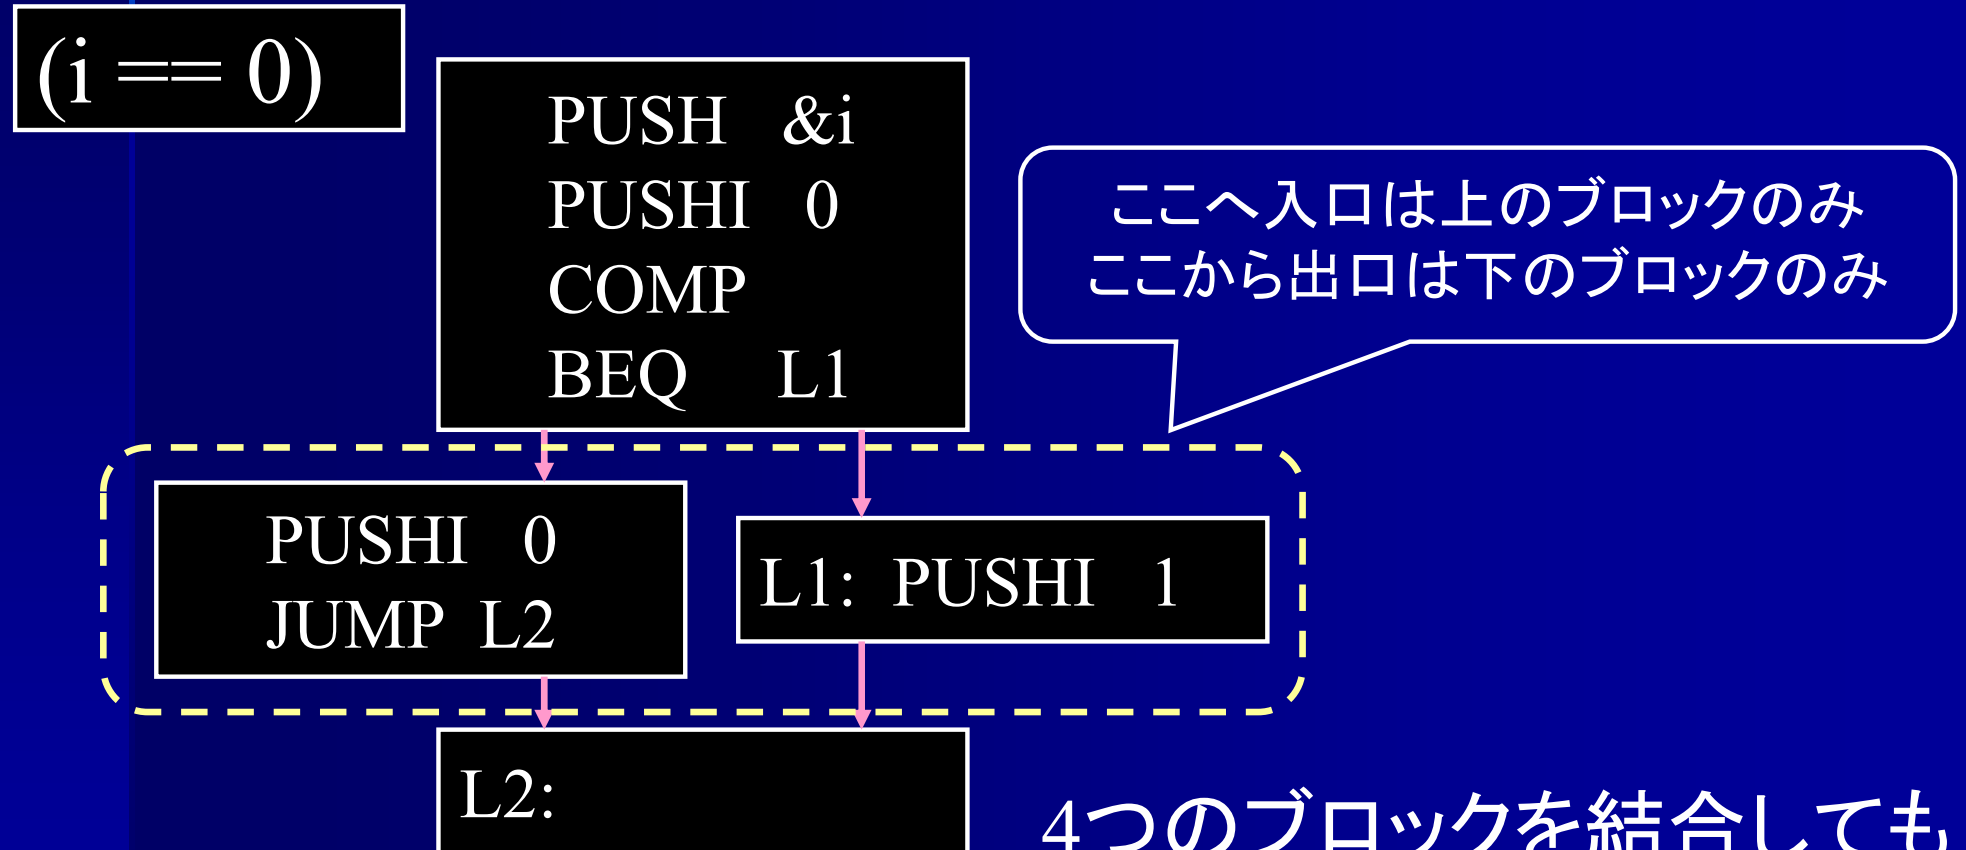 (i == 0)
PUSH &i
PUSHI 0
COMP
BEQ L1
ここへ入口は上のブロックのみ
ここから出口は下のブロックのみ
PUSHI 0
JUMP L2
L1: PUSHI 1
L2:
4つのブロックを結合しても